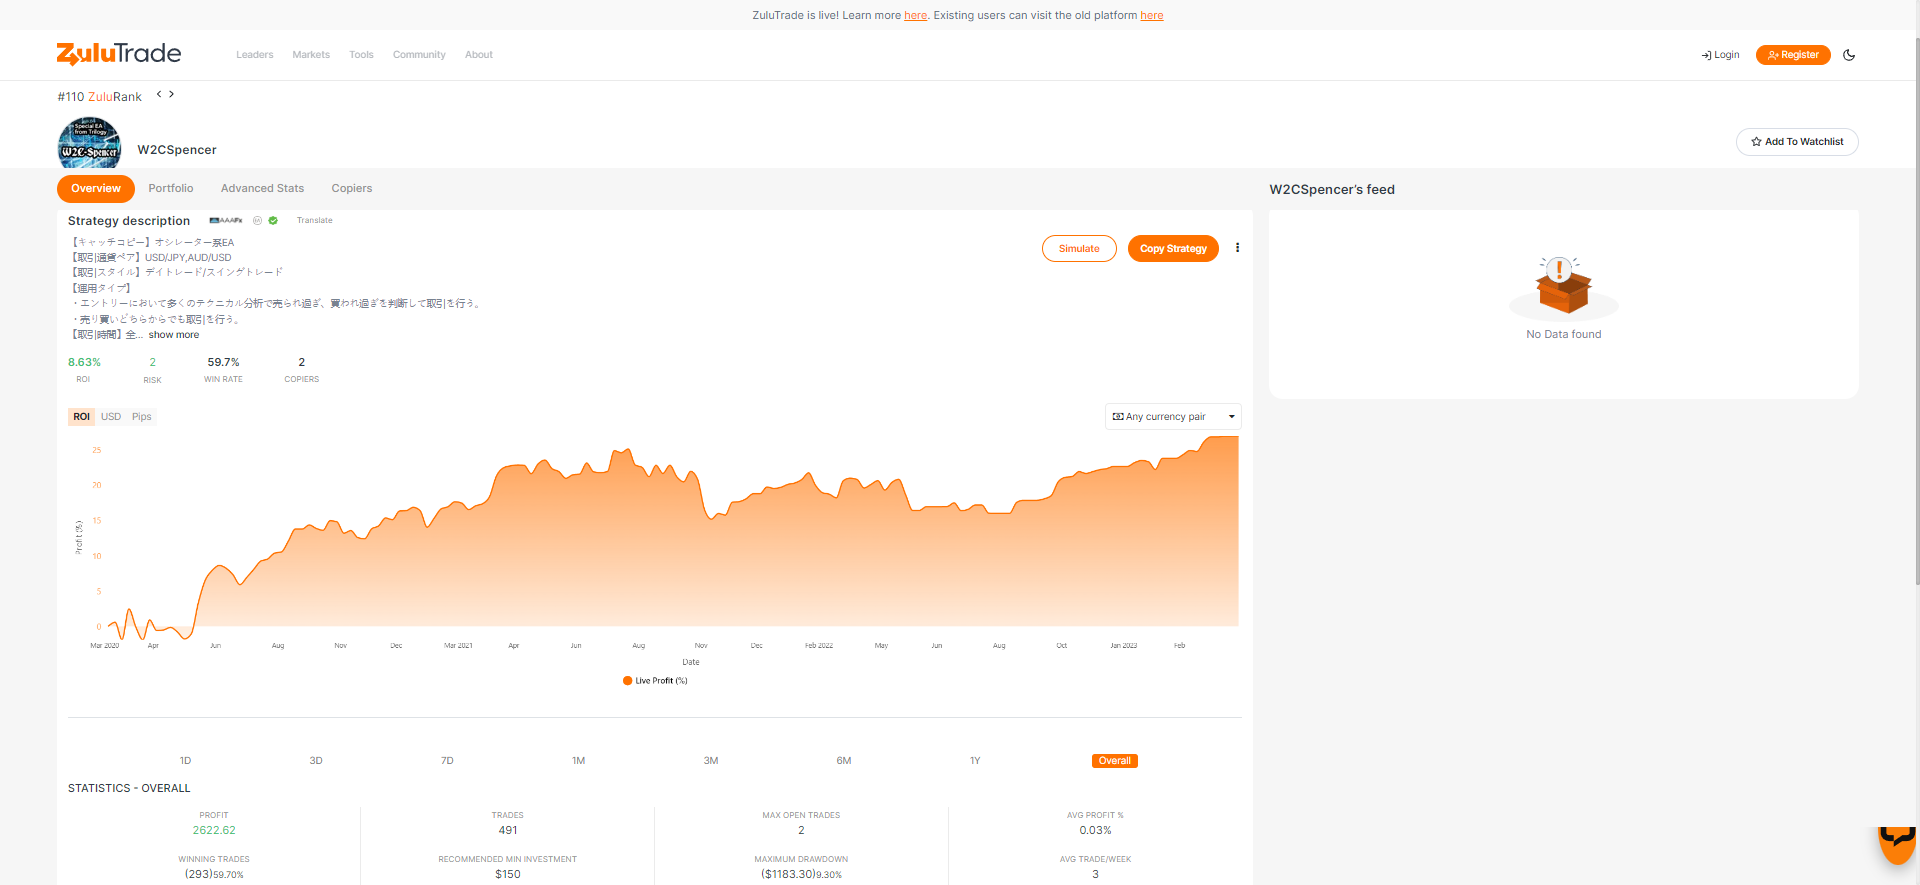 ZuluTrade is live! Learn more here. Existing users can visit the old platform here
ZuluTrade
Leaders Markets Tools Community About
Login Register
#110 ZuluRank
Special EA
from Trilogy
W2C-Spencer
W2CSpencer
Add To Watchlist
Overview Portfolio Advanced Stats Copiers
W2CSpencer's feed
Strategy description AAAFx EA Translate
【キャッチコピー】オシレーター系EA
【取引通貨ペア】USD/JPY,AUD/USD
【取引スタイル】デイトレード/スイングトレード
【運用タイプ】
・エントリーにおいて多くのテクニカル分析で売られ過ぎ、買われ過ぎを判断して取引を行う。
・売り買いどちらからでも取引を行う。
【取引時間】全... show more
Simulate Copy Strategy
No Data found
8.63% 2 59.7% 2
ROI RISK WIN RATE COPIERS
ROI USD Pips
Any currency pair
25
20
15
10
5
0
Profit (%)
Mar 2020 Apr Jun Aug Nov Dec Mar 2021 Apr Jun Aug Nov Dec Feb 2022 May Jun Aug Oct Jan 2023 Feb
Date
Live Profit (%)
1D 3D 7D 1M 3M 6M 1Y Overall
STATISTICS - OVERALL
PROFIT TRADES MAX OPEN TRADES AVG PROFIT %
2622.62 491 2 0.03%
WINNING TRADES RECOMMENDED MIN INVESTMENT MAXIMUM DRAWDOWN AVG TRADE/WEEK
(293)59.70% $150 ($1183.30)9.30% 3